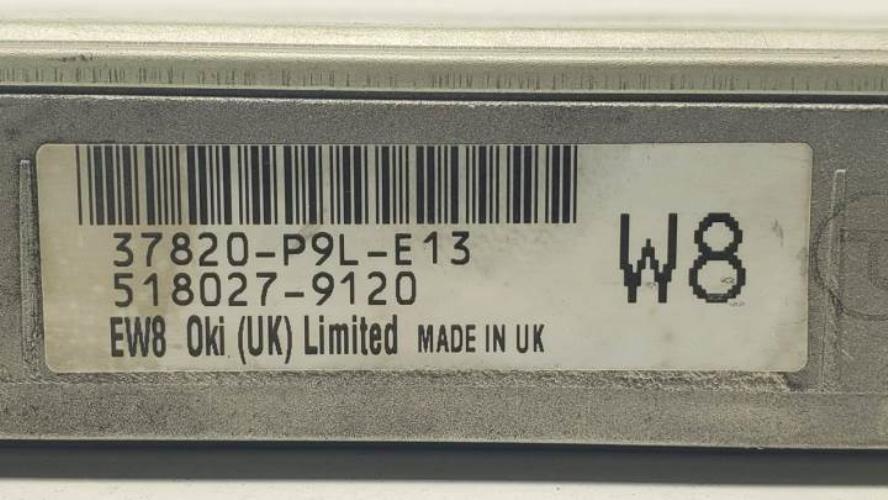 37820-P9L-E13
518027-9120
EW8 Oki (UK) Limited MADE IN UK
W8